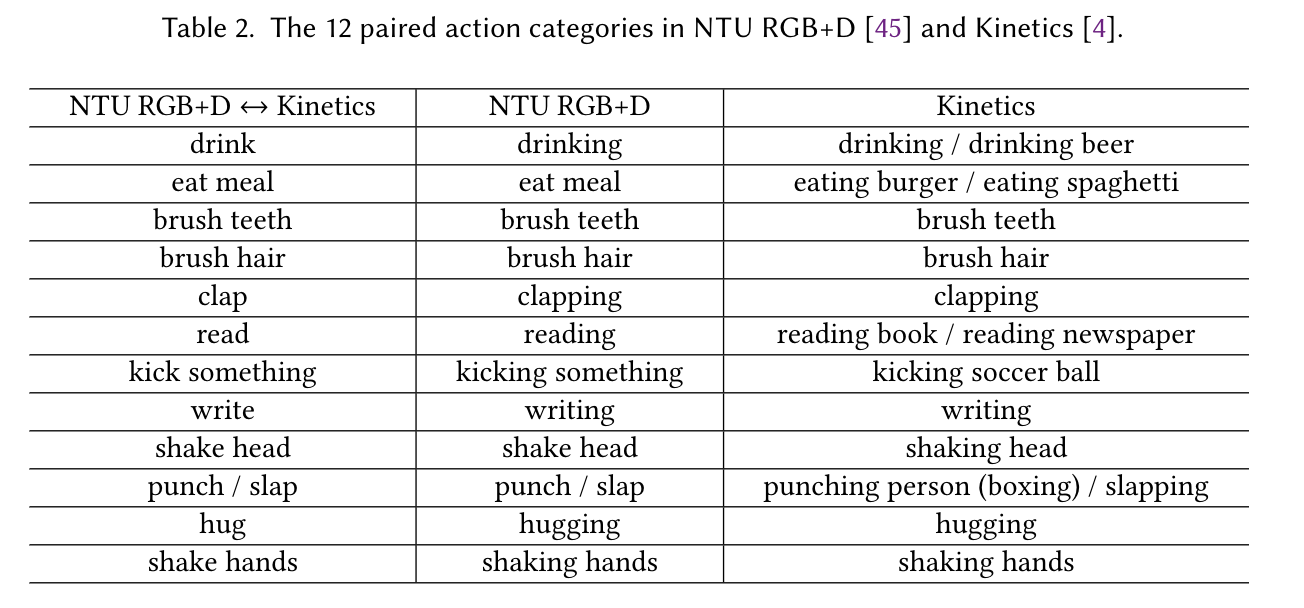 Table 2. The 12 paired action categories in NTU RGB+D [45] and Kinetics [4].
NTU RGB+D ↔ Kinetics NTU RGB+D Kinetics
drink drinking drinking / drinking beer
eat meal eat meal eating burger / eating spaghetti
brush teeth brush teeth brush teeth
brush hair brush hair brush hair
clap clapping clapping
read reading reading book / reading newspaper
kick something kicking something kicking soccer ball
write writing writing
shake head shake head shaking head
punch / slap punch / slap punching person (boxing) / slapping
hug hugging hugging
shake hands shaking hands shaking hands